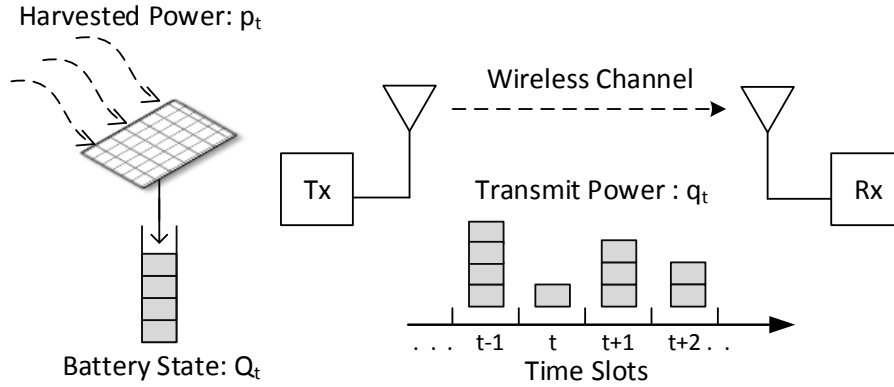 Harvested Power: pₜ
Wireless Channel
Tx
Transmit Power : qₜ
Rx
. . . t-1 t t+1 t+2 . .
Battery State: Qₜ
Time Slots